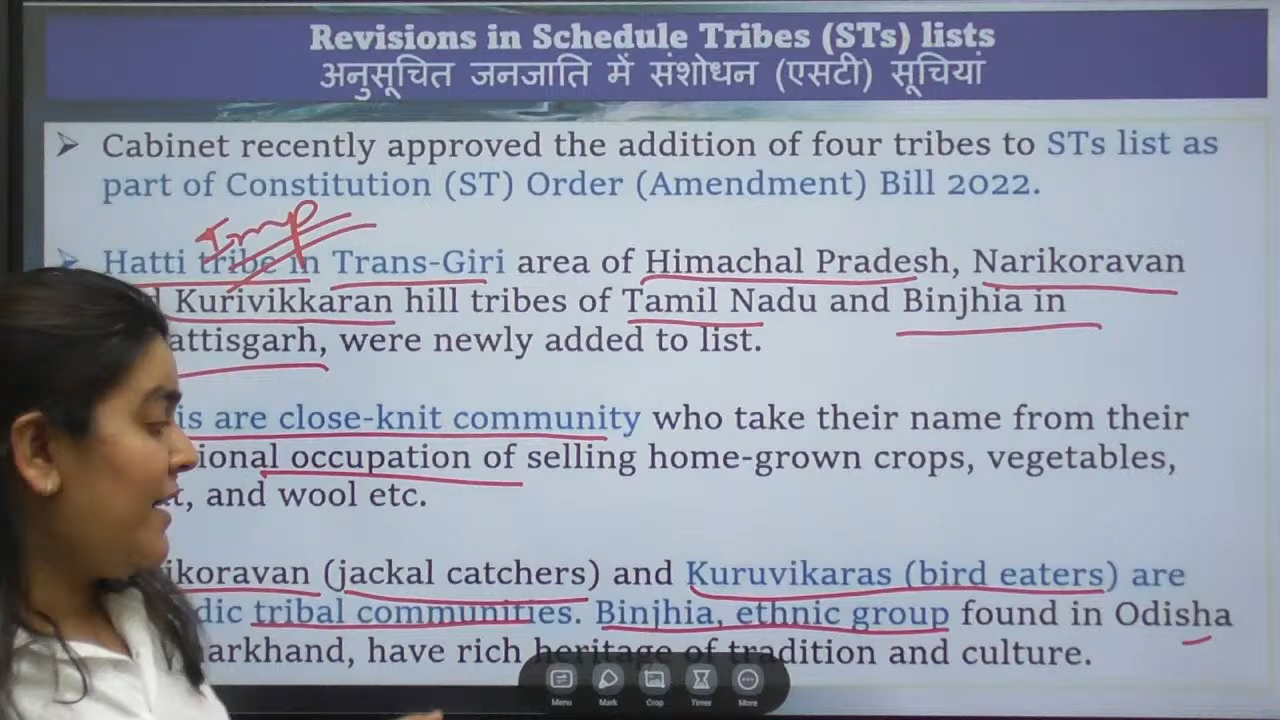 Revisions in Schedule Tribes (STs) lists
अनुसूचित जनजाति में संशोधन (एसटी) सूचियां
Cabinet recently approved the addition of four tribes to STs list as
part of Constitution (ST) Order (Amendment) Bill 2022.
Imp
Hatti tribe in Trans-Giri area of Himachal Pradesh, Narikoravan
Kurivikkaran hill tribes of Tamil Nadu and Binjhia in
attisgarh, were newly added to list.
is are close-knit community who take their name from their
ional occupation of selling home-grown crops, vegetables,
and wool etc.
ikoravan (jackal catchers) and Kuruvikaras (bird eaters) are
dic tribal communities. Binjhia, ethnic group found in Odisha
arkhand, have rich heritage of tradition and culture.
Menu Mark Crop Timer More